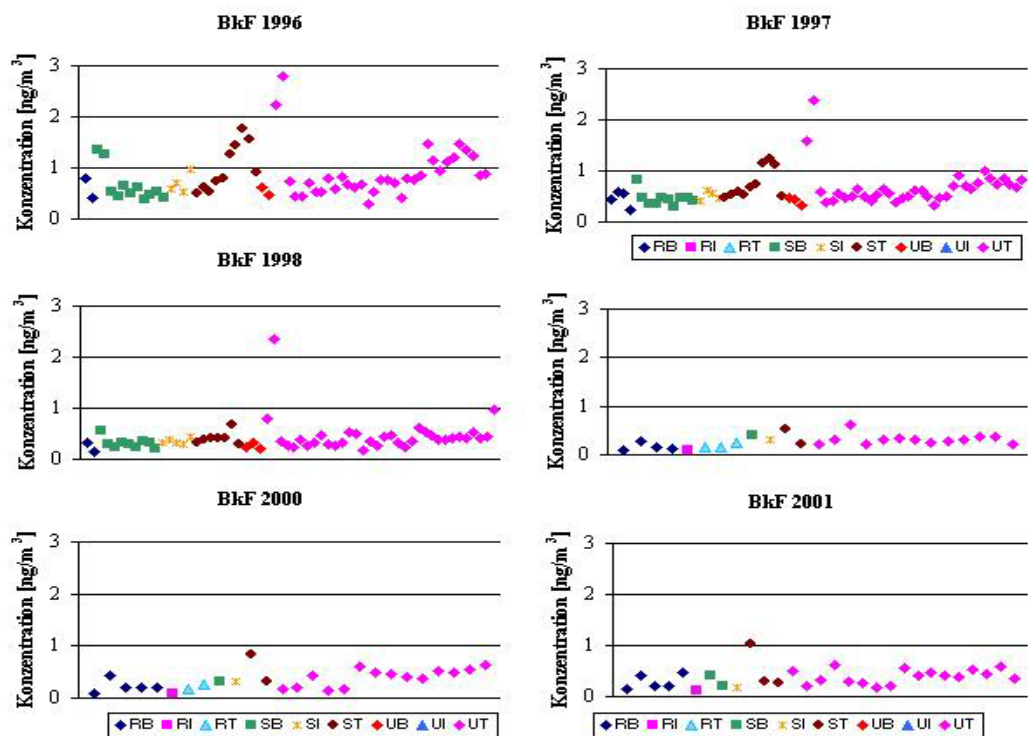 BkF 1996
Konzentration [ng/m³]
3
2
1
0
BkF 1997
Konzentration [ng/m³]
3
2
1
0
RB RI RT SB SI ST UB UI UT
BkF 1998
Konzentration [ng/m³]
3
2
1
0
Konzentration [ng/m³]
3
2
1
0
BkF 2000
Konzentration [ng/m³]
3
2
1
0
RB RI RT SB SI ST UB UI UT
BkF 2001
Konzentration [ng/m³]
3
2
1
0
RB RI RT SB SI ST UB UI UT